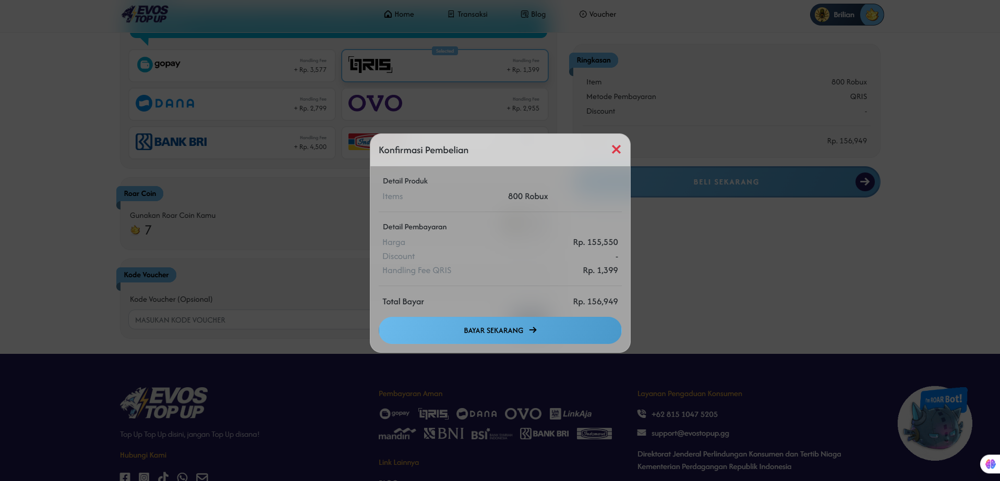 EVOS
TOP UP
Home
Transaksi
Blog
Voucher
Brilian
gopay
Handling Fee
+ Rp. 3,577
Selected
QRIS
Handling Fee
+ Rp. 1,399
DANA
Handling Fee
+ Rp. 2,799
OVO
Handling Fee
+ Rp. 2,955
BANK BRI
Handling Fee
+ Rp. 4,500
Ringkasan
Item
800 Robux
Metode Pembayaran
QRIS
Discount
-
Rp. 156,949
BELI SEKARANG
Konfirmasi Pembelian
Detail Produk
Items
800 Robux
Detail Pembayaran
Harga
Rp. 155,550
Discount
-
Handling Fee QRIS
Rp. 1,399
Total Bayar
Rp. 156,949
BAYAR SEKARANG
Roar Coin
Gunakan Roar Coin Kamu
7
Kode Voucher
Kode Voucher (Opsional)
MASUKAN KODE VOUCHER
EVOS
TOP UP
Top Up Top Up disini, jangan Top Up disana!
Hubungi Kami
Pembayaran Aman
gopay
QRIS
DANA
OVO
Link Aja!
LinkAja
mandiri
BNI
BSI BANK SYARIAH INDONESIA
BANK BRI
Indomaret
Link Lainnya
Layanan Pengaduan Konsumen
+62 815 1047 5205
support@evostopup.gg
Direktorat Jenderal Perlindungan Konsumen dan Tertib Niaga
Kementerian Perdagangan Republik Indonesia
I'm ROAR Bot!